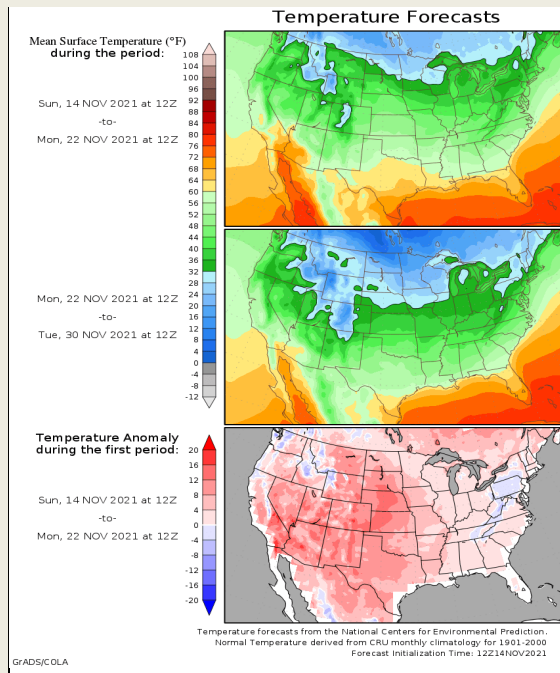 Temperature Forecasts
Mean Surface Temperature (°F)
during the period:
108
104
100
96
92
88
84
80
76
72
68
64
60
56
52
48
44
40
36
32
30
28
24
20
16
12
8
4
0
-4
-8
-12
Sun, 14 NOV 2021 at 12Z
-to-
Mon, 22 NOV 2021 at 12Z
Mon, 22 NOV 2021 at 12Z
-to-
Tue, 30 NOV 2021 at 12Z
Temperature Anomaly
during the first period:
20
16
12
8
4
0
-4
-8
-12
-16
-20
Sun, 14 NOV 2021 at 12Z
-to-
Mon, 22 NOV 2021 at 12Z
Temperature forecasts from the National Centers for Environmental Prediction.
Normal Temperature derived from CRU monthly climatology for 1901-2000
Forecast Initialization Time: 12Z14NOV2021
GrADS/COLA